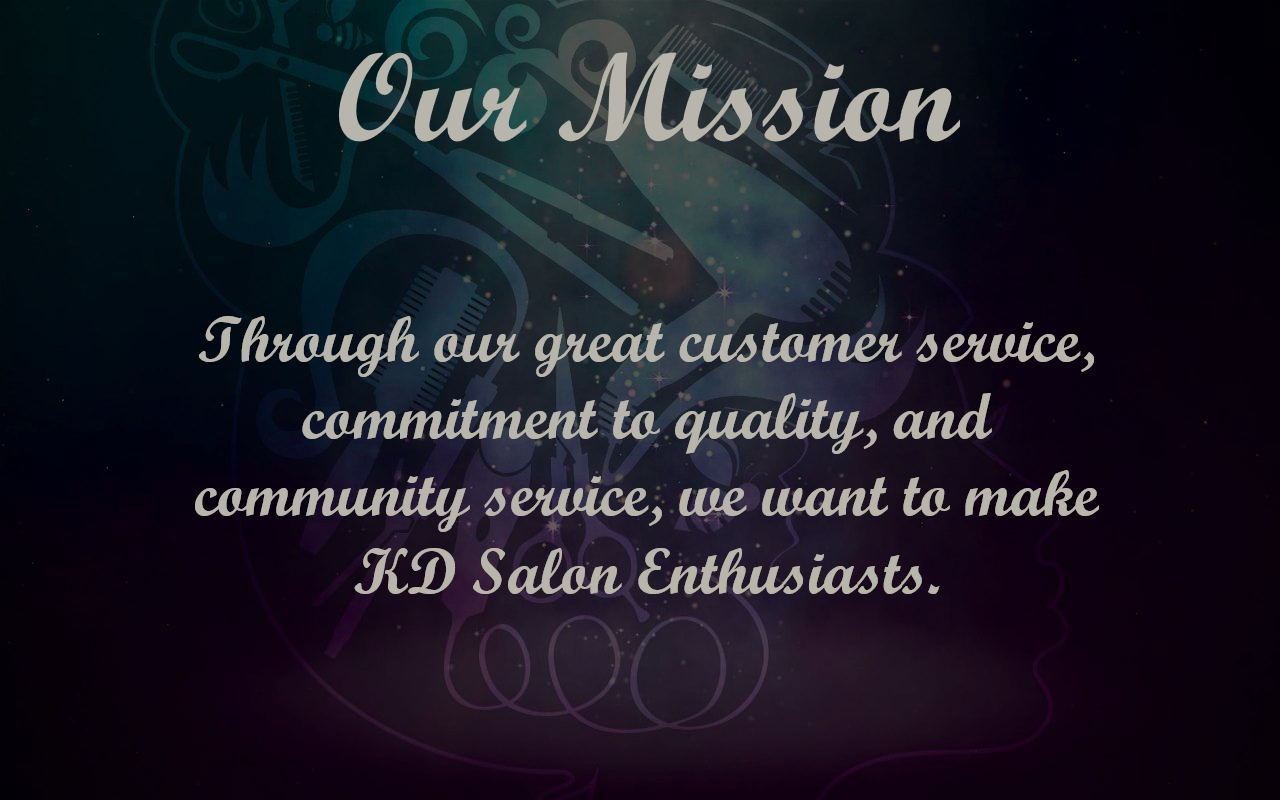 Our Mission
Through our great customer service,
commitment to quality, and
community service, we want to make
KD Salon Enthusiasts.